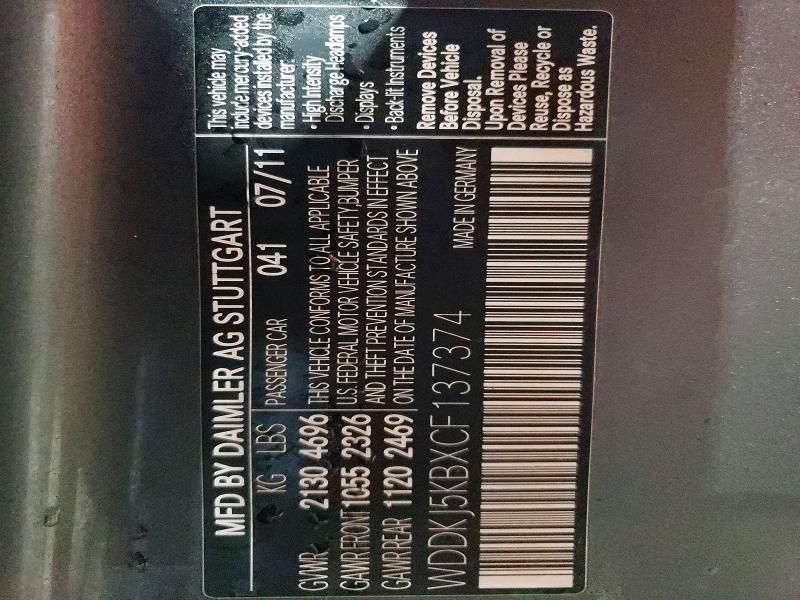 MFD BY DAIMLER AG STUTTGART
KG LBS PASSENGER CAR 041 07/11
GVWR 2130 4696
GAWR FRONT 1055 2326
GAWR REAR 1120 2469
THIS VEHICLE CONFORMS TO ALL APPLICABLE
U.S. FEDERAL MOTOR VEHICLE SAFETY,BUMPER
AND THEFT PREVENTION STANDARDS IN EFFECT
ON THE DATE OF MANUFACTURE SHOWN ABOVE
WDDKJ5KBXCF137374 MADE IN GERMANY
This vehicle may
include mercury-added
devices installed by the
manufacturer:
• High Intensity
Discharge Headlamps
• Displays
• Back-lit Instruments
Remove Devices
Before Vehicle
Disposal.
Upon Removal of
Devices Please
Reuse, Recycle or
Dispose as
Hazardous Waste.